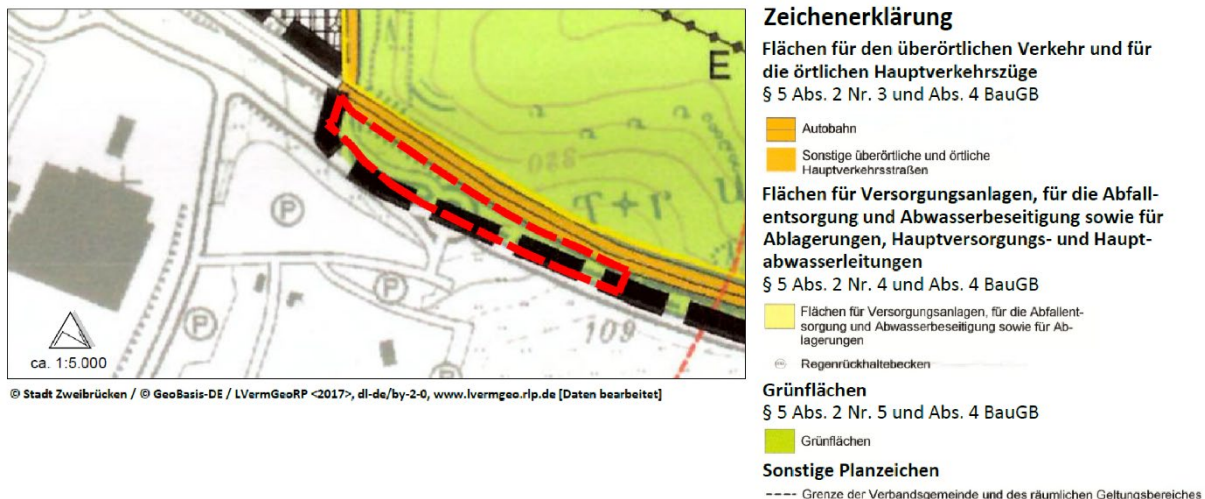 E
080
T+r u
P
P
P
P
109
ca. 1:5.000
© Stadt Zweibrücken / © GeoBasis-DE / LVermGeoRP <2017>, dl-de/by-2-0, www.lvermgeo.rlp.de [Daten bearbeitet]
Zeichenerklärung
Flächen für den überörtlichen Verkehr und für
die örtlichen Hauptverkehrszüge
§ 5 Abs. 2 Nr. 3 und Abs. 4 BauGB
Autobahn
Sonstige überörtliche und örtliche
Hauptverkehrsstraßen
Flächen für Versorgungsanlagen, für die Abfall-
entsorgung und Abwasserbeseitigung sowie für
Ablagerungen, Hauptversorgungs- und Haupt-
abwasserleitungen
§ 5 Abs. 2 Nr. 4 und Abs. 4 BauGB
Flächen für Versorgungsanlagen, für die Abfallent-
sorgung und Abwasserbeseitigung sowie für Ab-
lagerungen
Regenrückhaltebecken
Grünflächen
§ 5 Abs. 2 Nr. 5 und Abs. 4 BauGB
Grünflächen
Sonstige Planzeichen
Grenze der Verbandsgemeinde und des räumlichen Geltungsbereiches